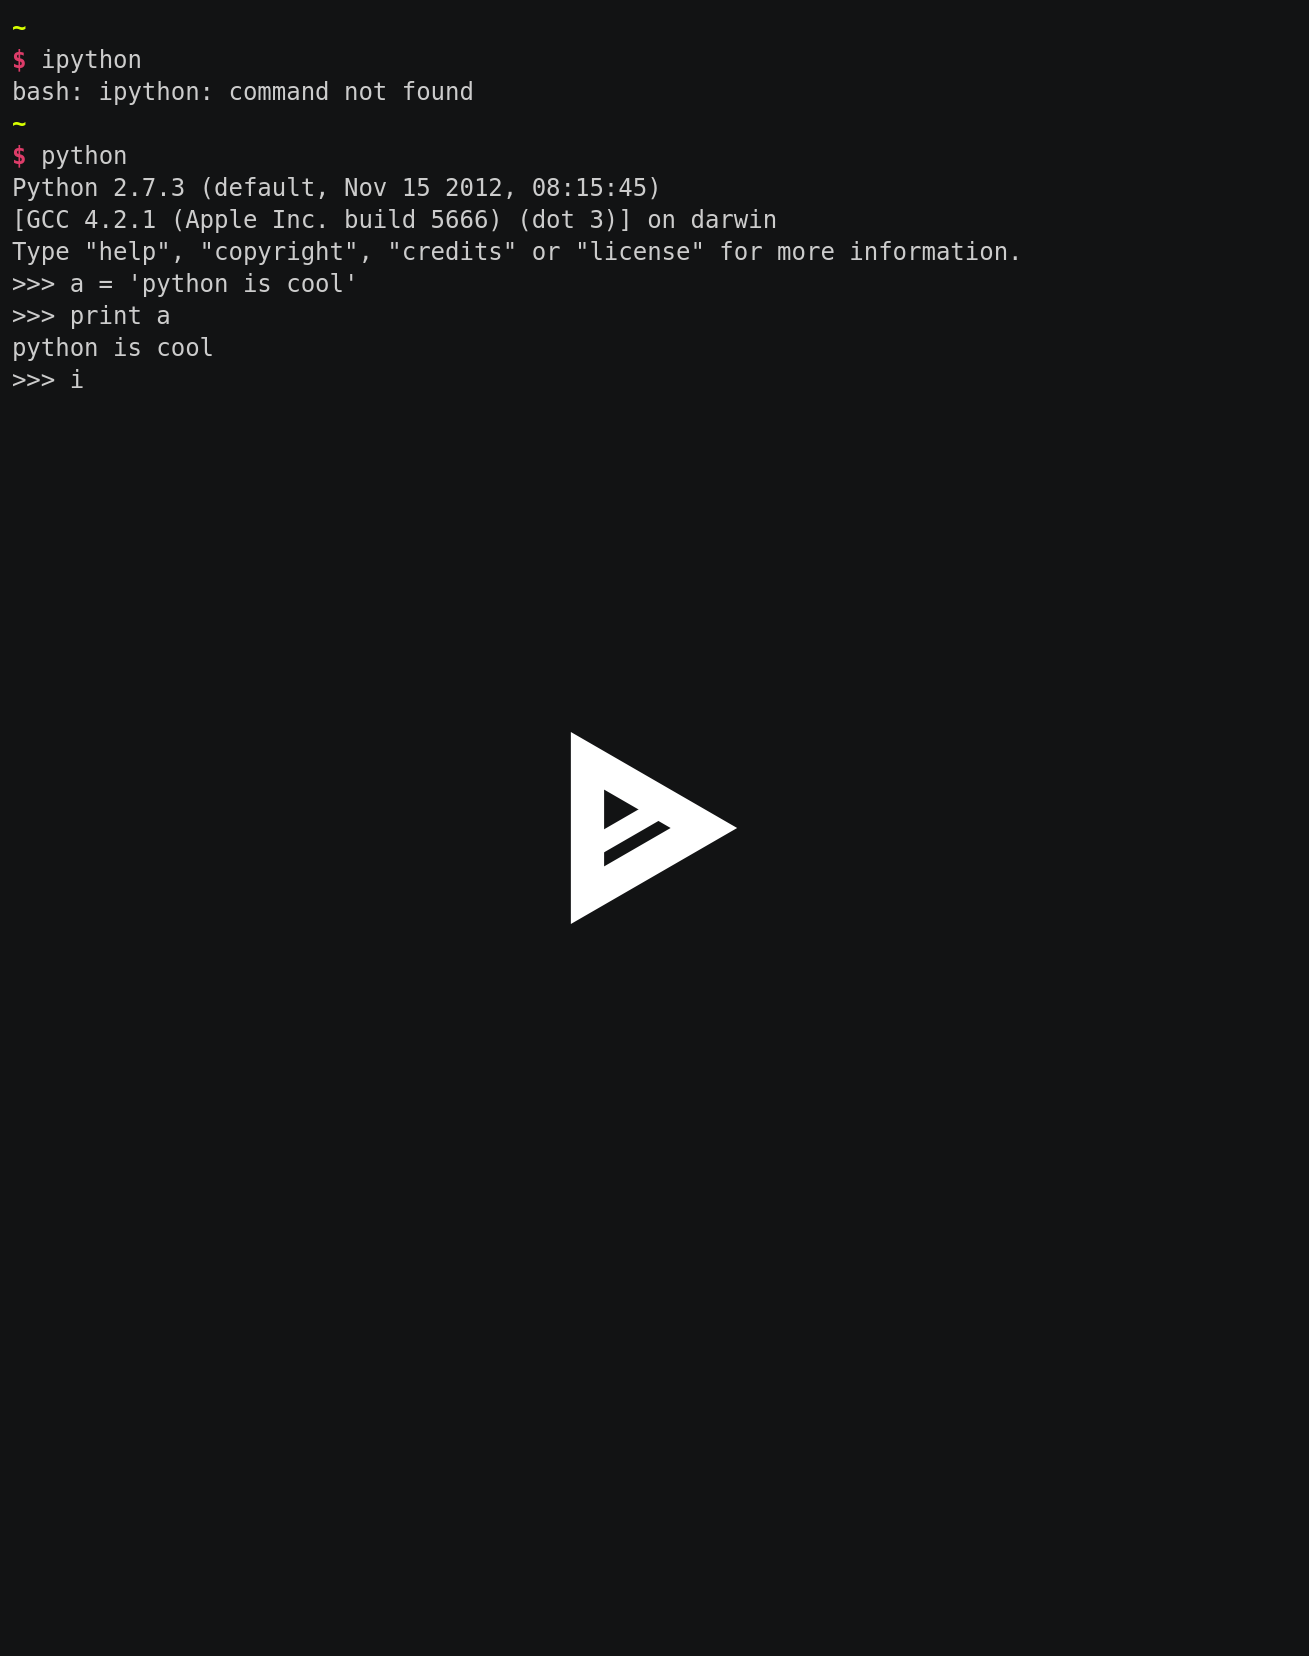 ~
$ ipython
bash: ipython: command not found
~
$ python
Python 2.7.3 (default, Nov 15 2012, 08:15:45)
[GCC 4.2.1 (Apple Inc. build 5666) (dot 3)] on darwin
Type "help", "copyright", "credits" or "license" for more information.
>>> a = 'python is cool'
>>> print a
python is cool
>>> i